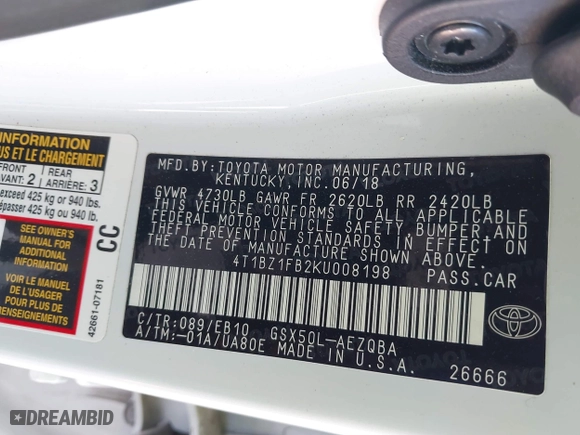 INFORMATION
US ET LE CHARGEMENT
FRONT
AVANT: 2
REAR
ARRIÈRE: 3
exceed 425 kg or 940 lbs.
épasser 425 kg ou 940 lb.
SEE OWNER'S
MANUAL FOR
ADDITIONAL
INFORMATION
VOIR LE MANUEL
DE L'USAGER
POUR PLUS DE
RENSEIGNEMENTS
CC
42661-07181
MFD.BY:TOYOTA MOTOR MANUFACTURING,
KENTUCKY, INC. 06/18
GVWR 4730LB GAWR FR 2620LB RR 2420LB
THIS VEHICLE CONFORMS TO ALL APPLICABLE
FEDERAL MOTOR VEHICLE SAFETY, BUMPER AND
THEFT PREVENTION STANDARDS IN EFFECT ON
THE DATE OF MANUFACTURE SHOWN ABOVE.
4T1BZ1FB2KU008198 PASS.CAR
C/TR:089/EB10 GSX50L-AEZQBA
A/TM:-01A/UA80E MADE IN U.S.A.
26666
TOYOTA
DREAMBID